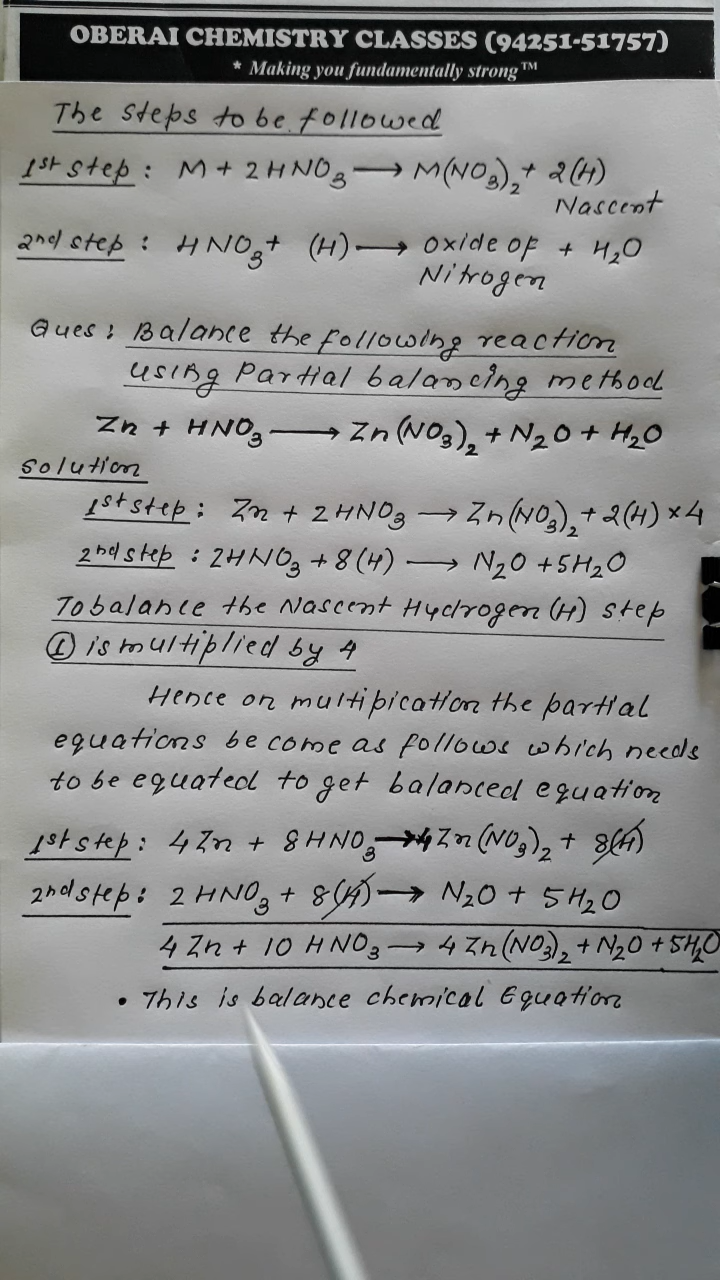 OBERAI CHEMISTRY CLASSES (94251-51757)
* Making you fundamentally strong™
The steps to be followed
1st step : M + 2HNO₃ → M(NO₃)₂ + 2(H)
Nascent
2nd step : HNO₃ + (H) → oxide of + H₂O
Nitrogen
Ques : Balance the following reaction
using Partial balancing method
Zn + HNO₃ → Zn(NO₃)₂ + N₂O + H₂O
Solution
1st step : Zn + 2HNO₃ → Zn(NO₃)₂ + 2(H) × 4
2nd step : 2HNO₃ + 8(H) → N₂O + 5H₂O
To balance the Nascent Hydrogen (H) step
① is multiplied by 4
Hence on multipication the partial
equations become as follows which needs
to be equated to get balanced equation
1st step : 4Zn + 8HNO₃ → 4Zn(NO₃)₂ + 8(H)
2nd step : 2HNO₃ + 8(H) → N₂O + 5H₂O
4Zn + 10HNO₃ → 4Zn(NO₃)₂ + N₂O + 5H₂O
• This is balance chemical Equation